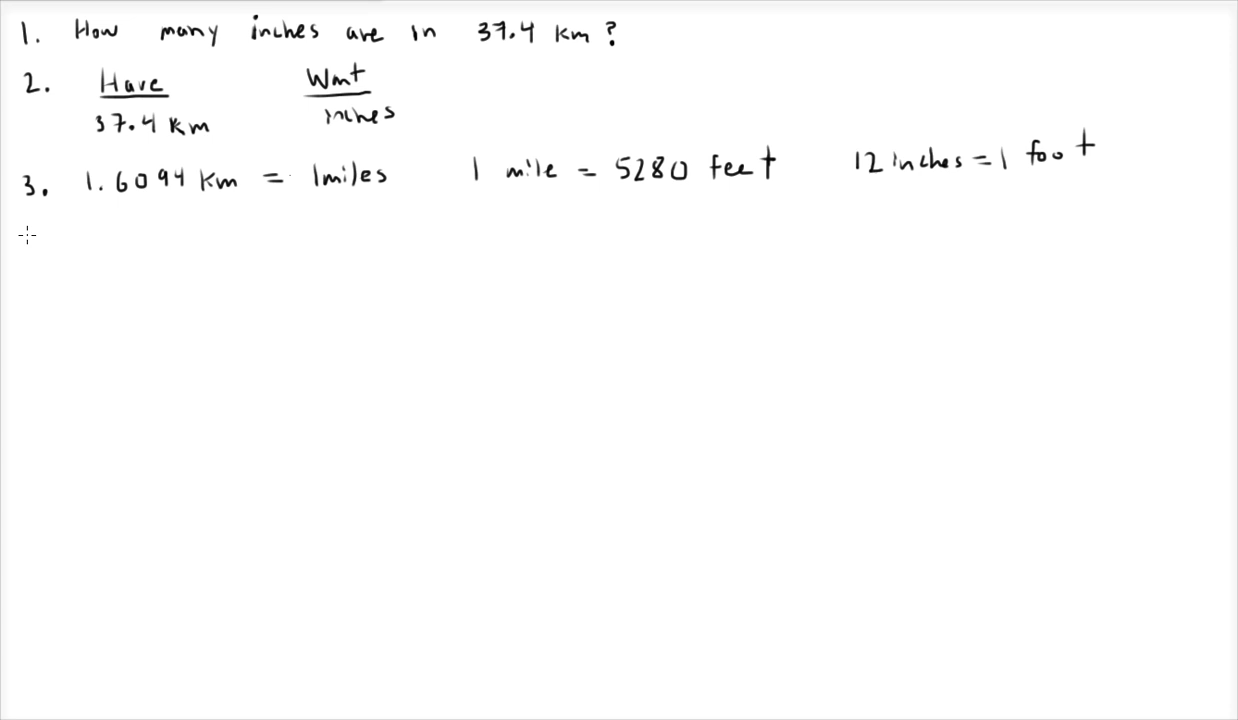 1. How many inches are in 37.4 km?
2. Have Want
37.4 km inches
3. 1.6094 km = 1miles 1 mile = 5280 feet 12 inches = 1 foot